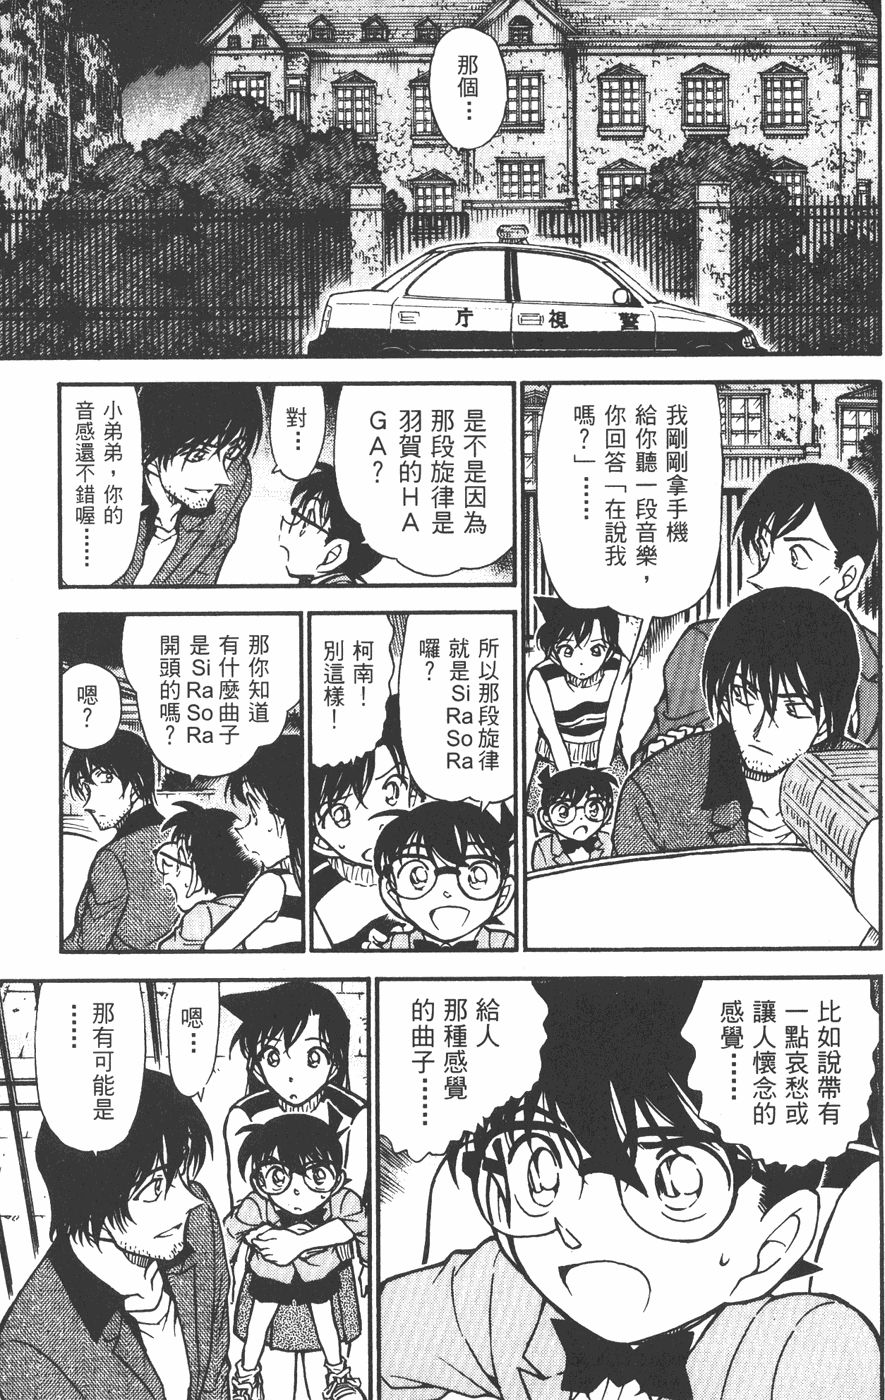 那個…
警視庁
我剛剛拿手機
給你聽一段音樂，
你回答「在說我
嗎？」……
是不是因為
那段旋律是
羽賀的HA
GA？
對…
小弟弟，你的
音感還不錯喔……
所以那段旋律
就是Si
Ra So Ra
囉？
柯南！
別這樣！
那你知道
有什麼曲子
是Si Ra So Ra
開頭的嗎？
嗯？
比如說帶有
一點哀愁或
讓人懷念的
感覺……
給人
那種感覺
的曲子……
嗯……
那有可能是
……